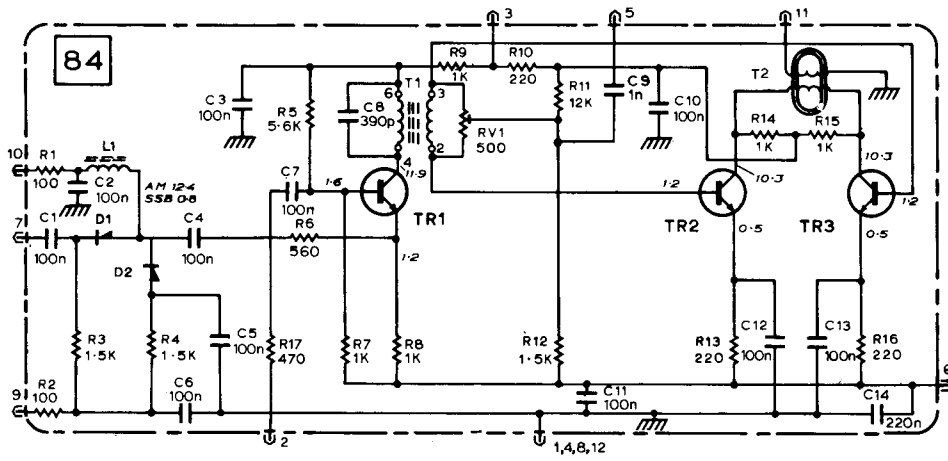 84
3
5
11
R9
1K
R10
220
C3
100n
R5
5.6K
C8
390p
6
T1
3
4
2
11.9
RV1
500
R11
12K
C9
1n
C10
100n
T2
R14
1K
R15
1K
10.3
10.3
10
R1
100
L1
C2
100n
AM 12.4
SSB 0.8
7
C1
100n
D1
C4
100n
D2
C7
100n
1.6
R6
560
TR1
1.2
1.2
TR2
0.5
TR3
1.2
0.5
R3
1.5K
R4
1.5K
C5
100n
R17
470
R7
1K
R8
1K
R12
1.5K
R13
220
C12
100n
C13
100n
R16
220
9
R2
100
C6
100n
C11
100n
C14
220n
6
2
1,4,8,12